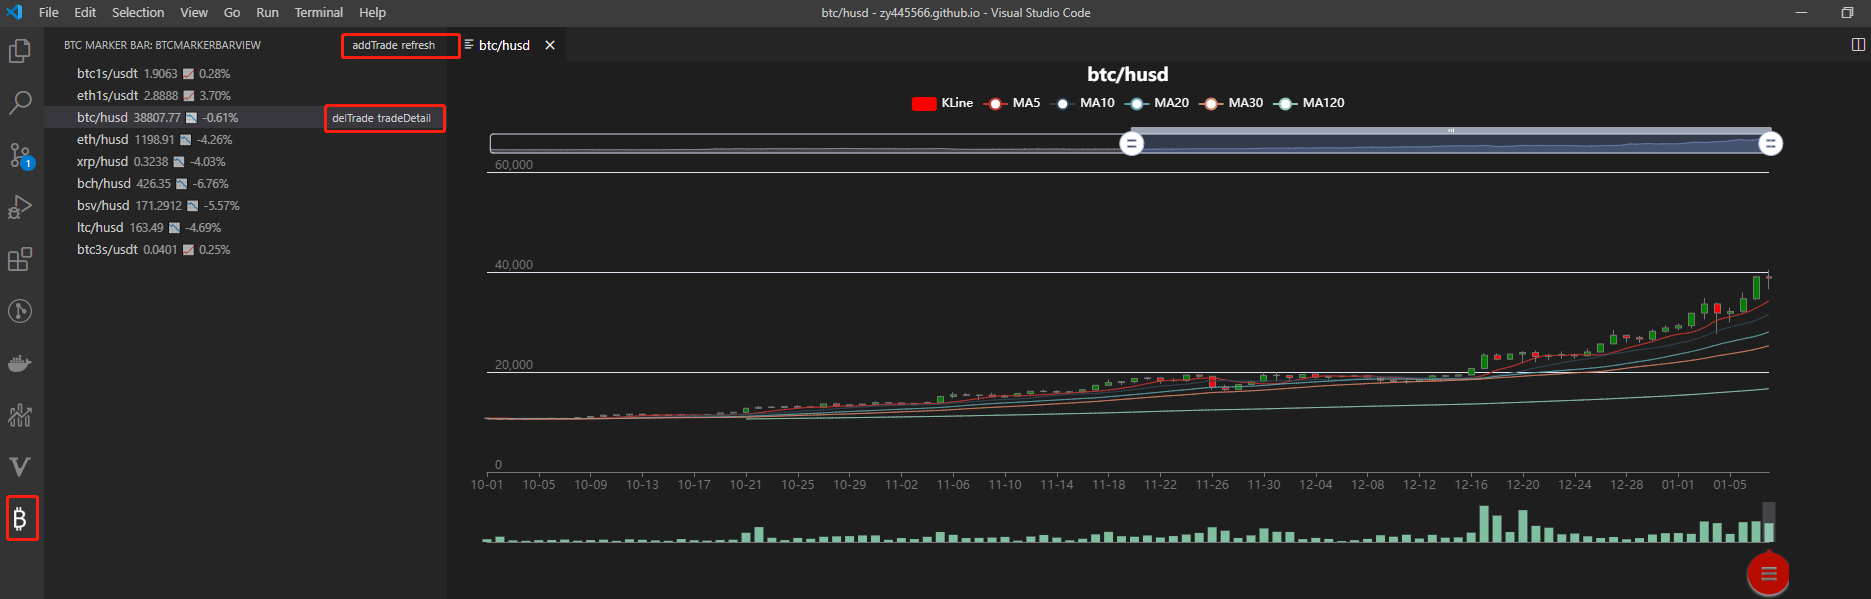 File Edit Selection View Go Run Terminal Help
btc/husd - zy445566.github.io - Visual Studio Code
BTC MARKER BAR: BTCMARKERBARVIEW
addTrade refresh
btc/husd
btc1s/usdt 1.9063 0.28%
eth1s/usdt 2.8888 3.70%
btc/husd 38807.77 -0.61%
delTrade tradeDetail
eth/husd 1198.91 -4.26%
xrp/husd 0.3238 -4.03%
bch/husd 426.35 -6.76%
bsv/husd 171.2912 -5.57%
ltc/husd 163.49 -4.69%
btc3s/usdt 0.0401 0.25%
1
btc/husd
KLine MA5 MA10 MA20 MA30 MA120
60,000
40,000
20,000
0
10-01 10-05 10-09 10-13 10-17 10-21 10-25 10-29 11-02 11-06 11-10 11-14 11-18 11-22 11-26 11-30 12-04 12-08 12-12 12-16 12-20 12-24 12-28 01-01 01-05